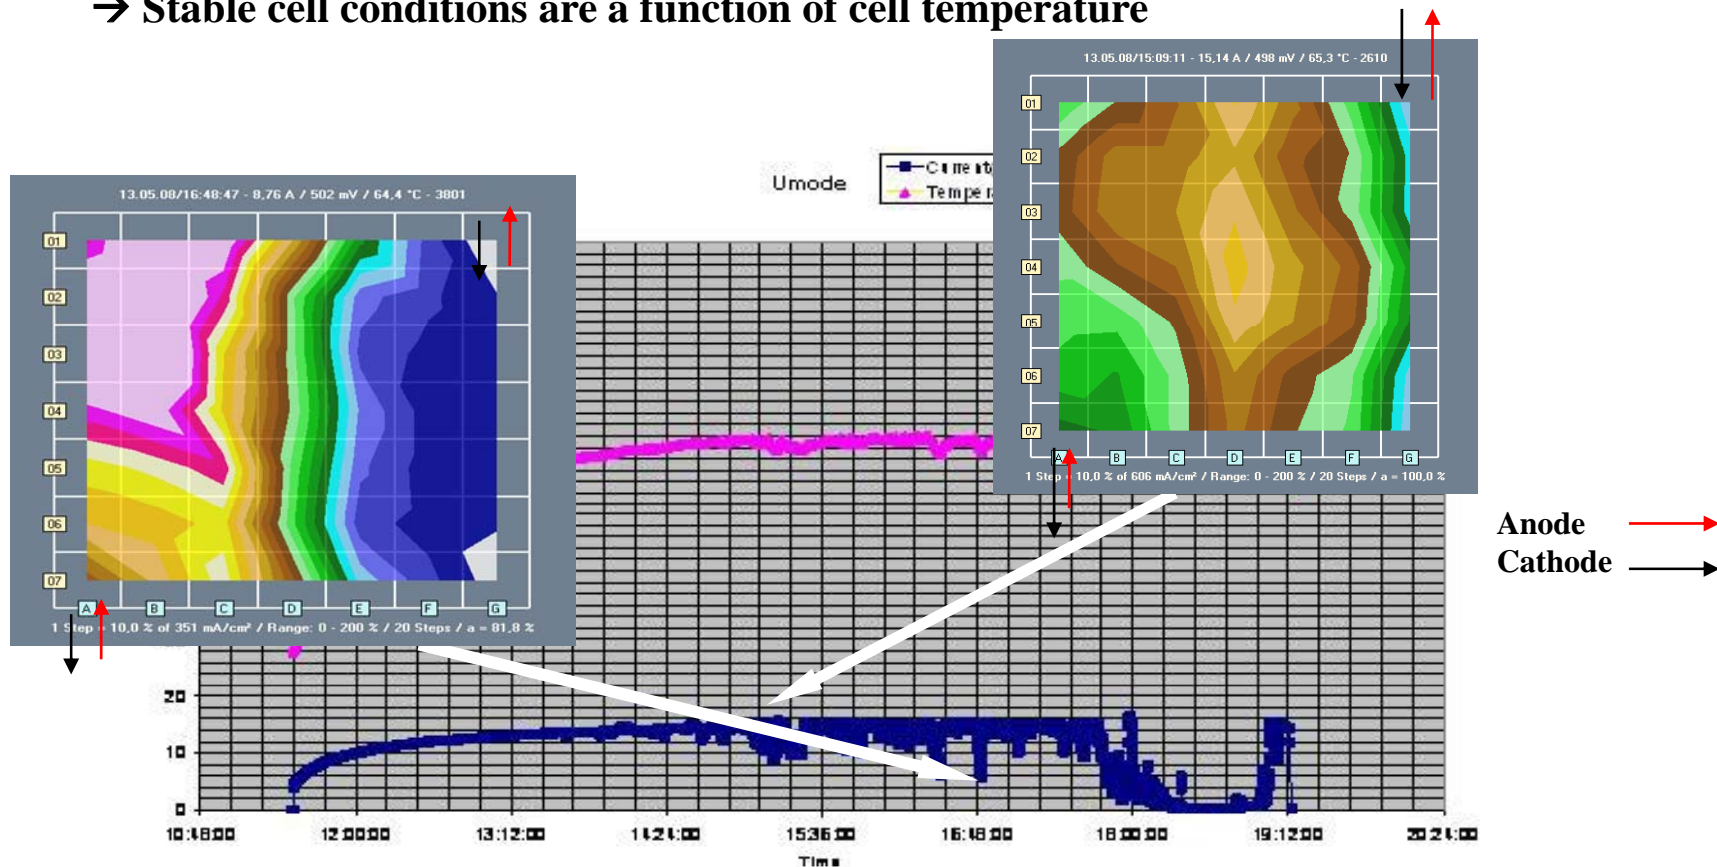 → Stable cell conditions are a function of cell temperature
13.05.08/15:09:11 - 15,14 A / 498 mV / 65,3 °C - 2610
01
02
03
04
05
06
07
A B C D E F G
1 Step = 10,0 % of 606 mA/cm² / Range: 0 - 200 % / 20 Steps / a = 100,0 %
Umode
13.05.08/16:48:47 - 8,76 A / 502 mV / 64,4 °C - 3801
01
02
03
04
05
06
07
A B C D E F G
1 Step = 10,0 % of 351 mA/cm² / Range: 0 - 200 % / 20 Steps / a = 81,8 %
Anode
Cathode
20
10
0
10:48:00 12:00:00 13:12:00 14:24:00 15:36:00 16:48:00 18:00:00 19:12:00 20:24:00
Time